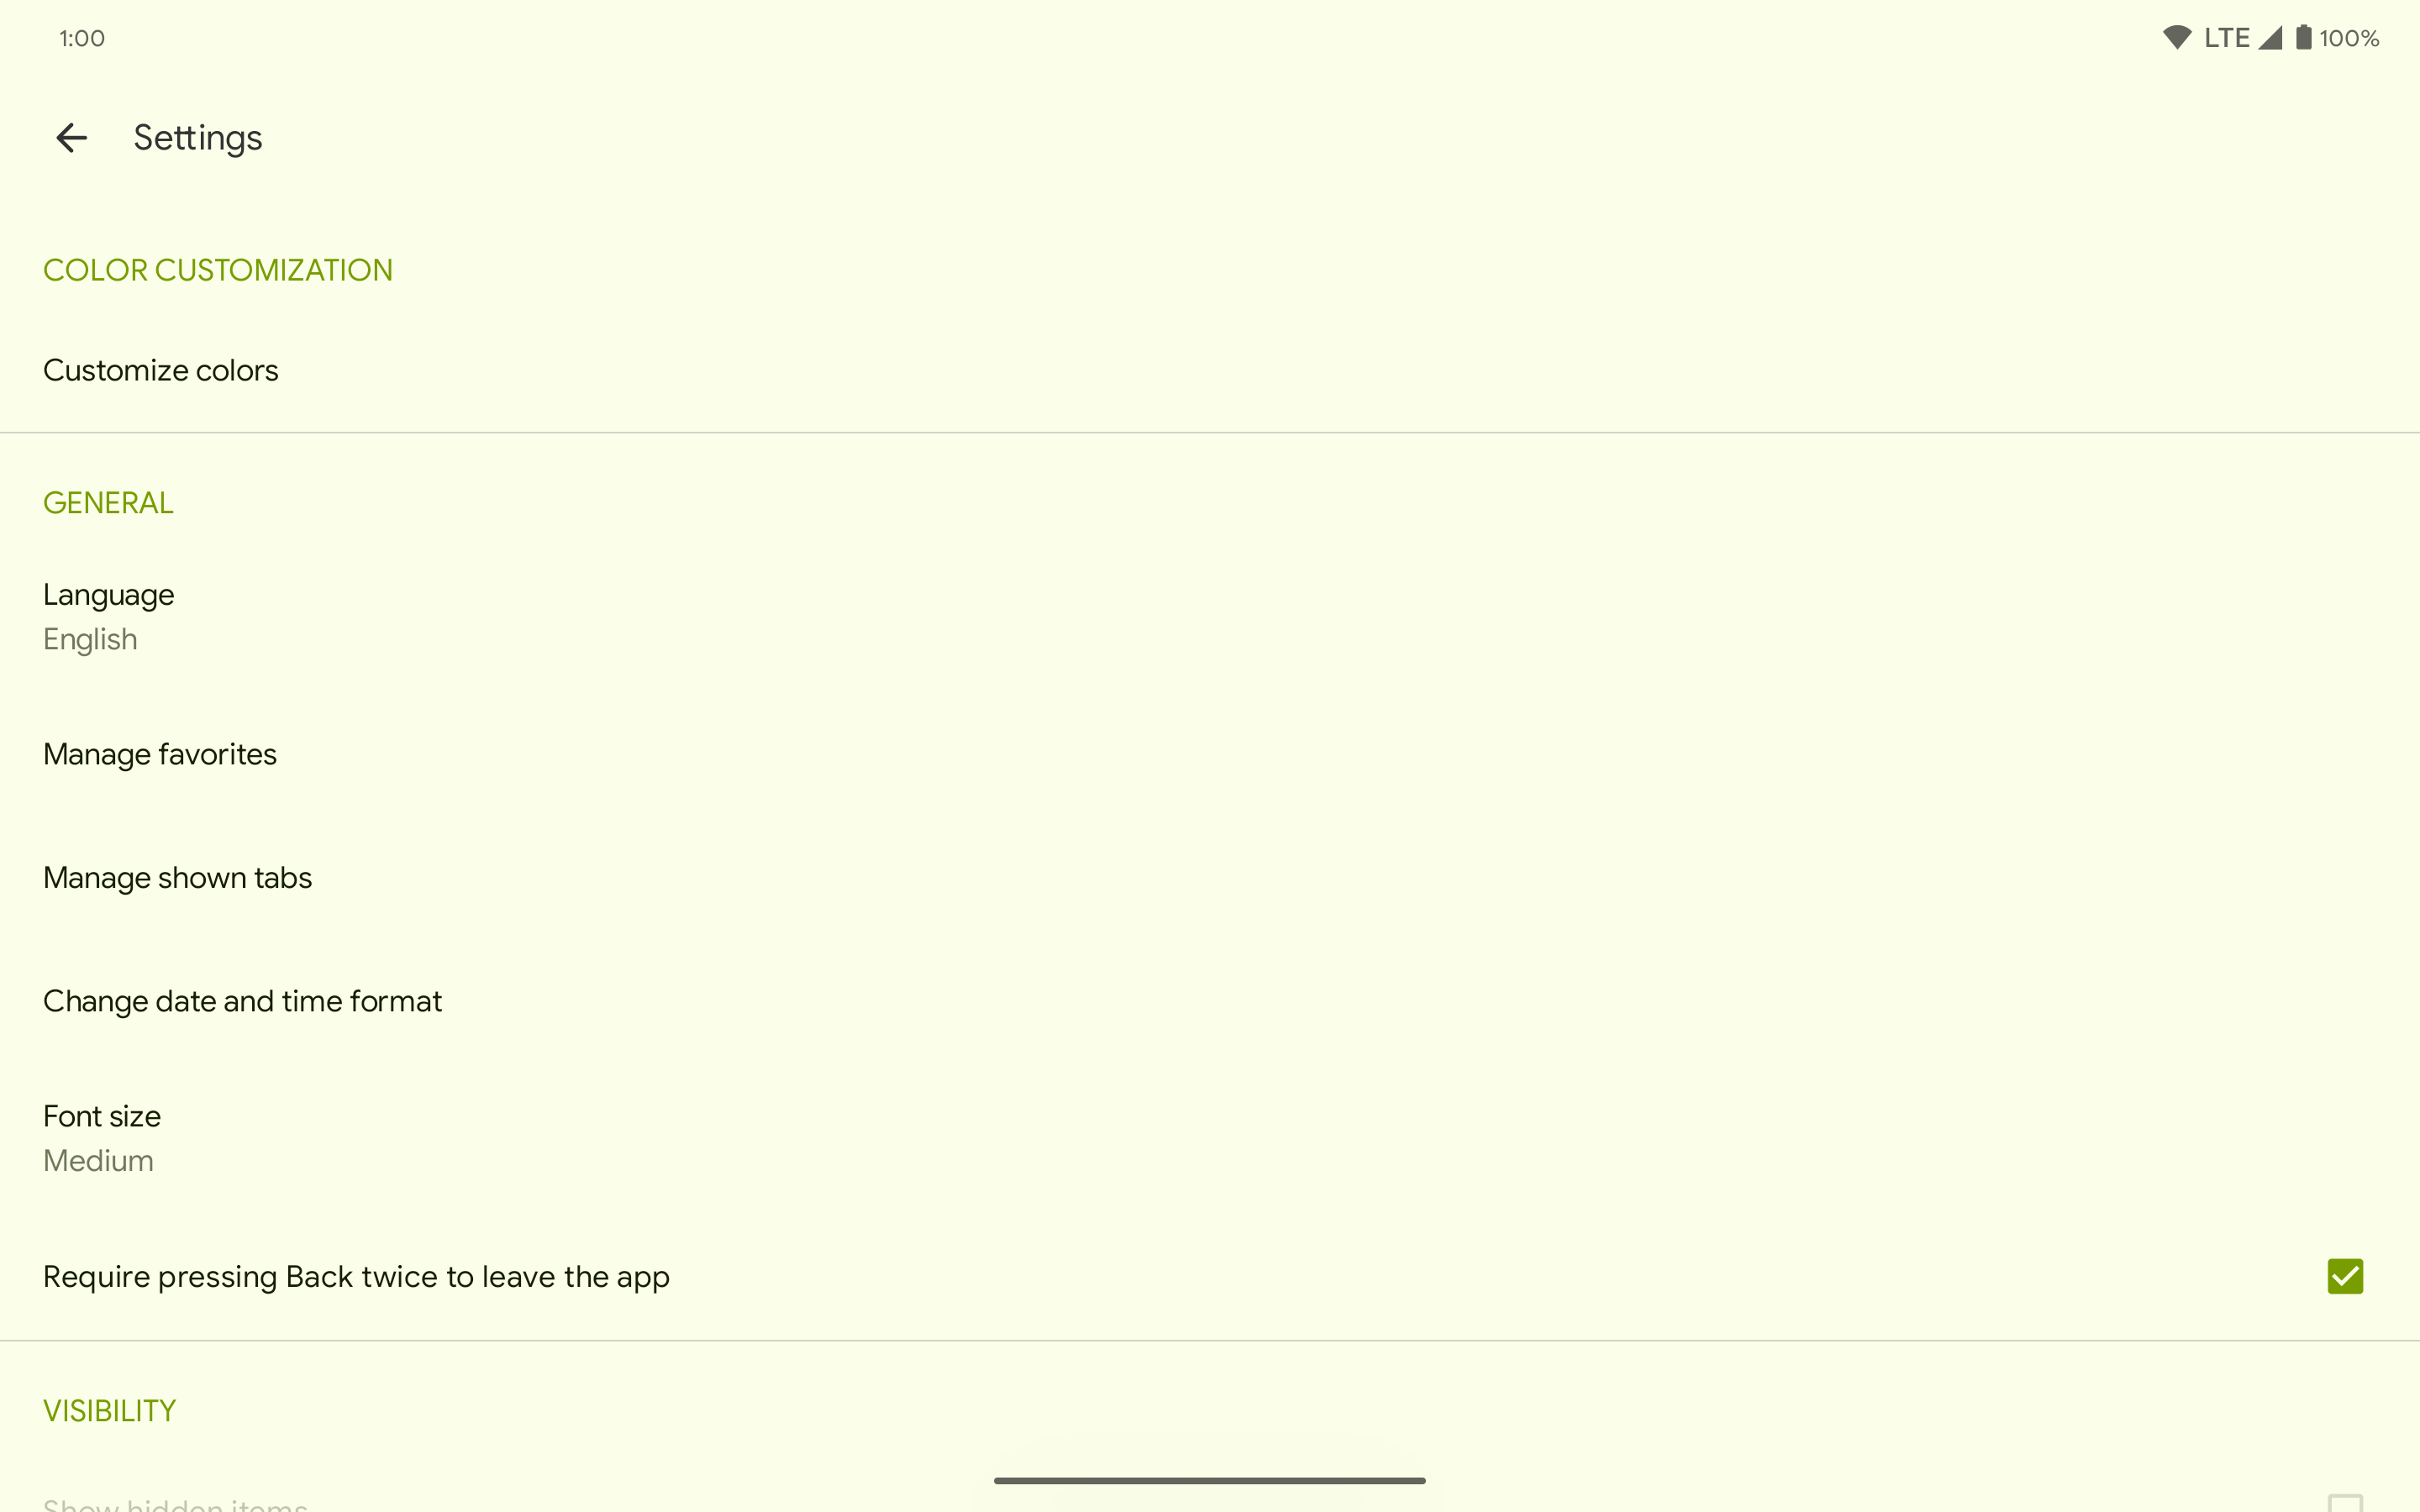 1:00
LTE 100%
Settings
COLOR CUSTOMIZATION
Customize colors
GENERAL
Language
English
Manage favorites
Manage shown tabs
Change date and time format
Font size
Medium
Require pressing Back twice to leave the app
VISIBILITY
Show hidden items